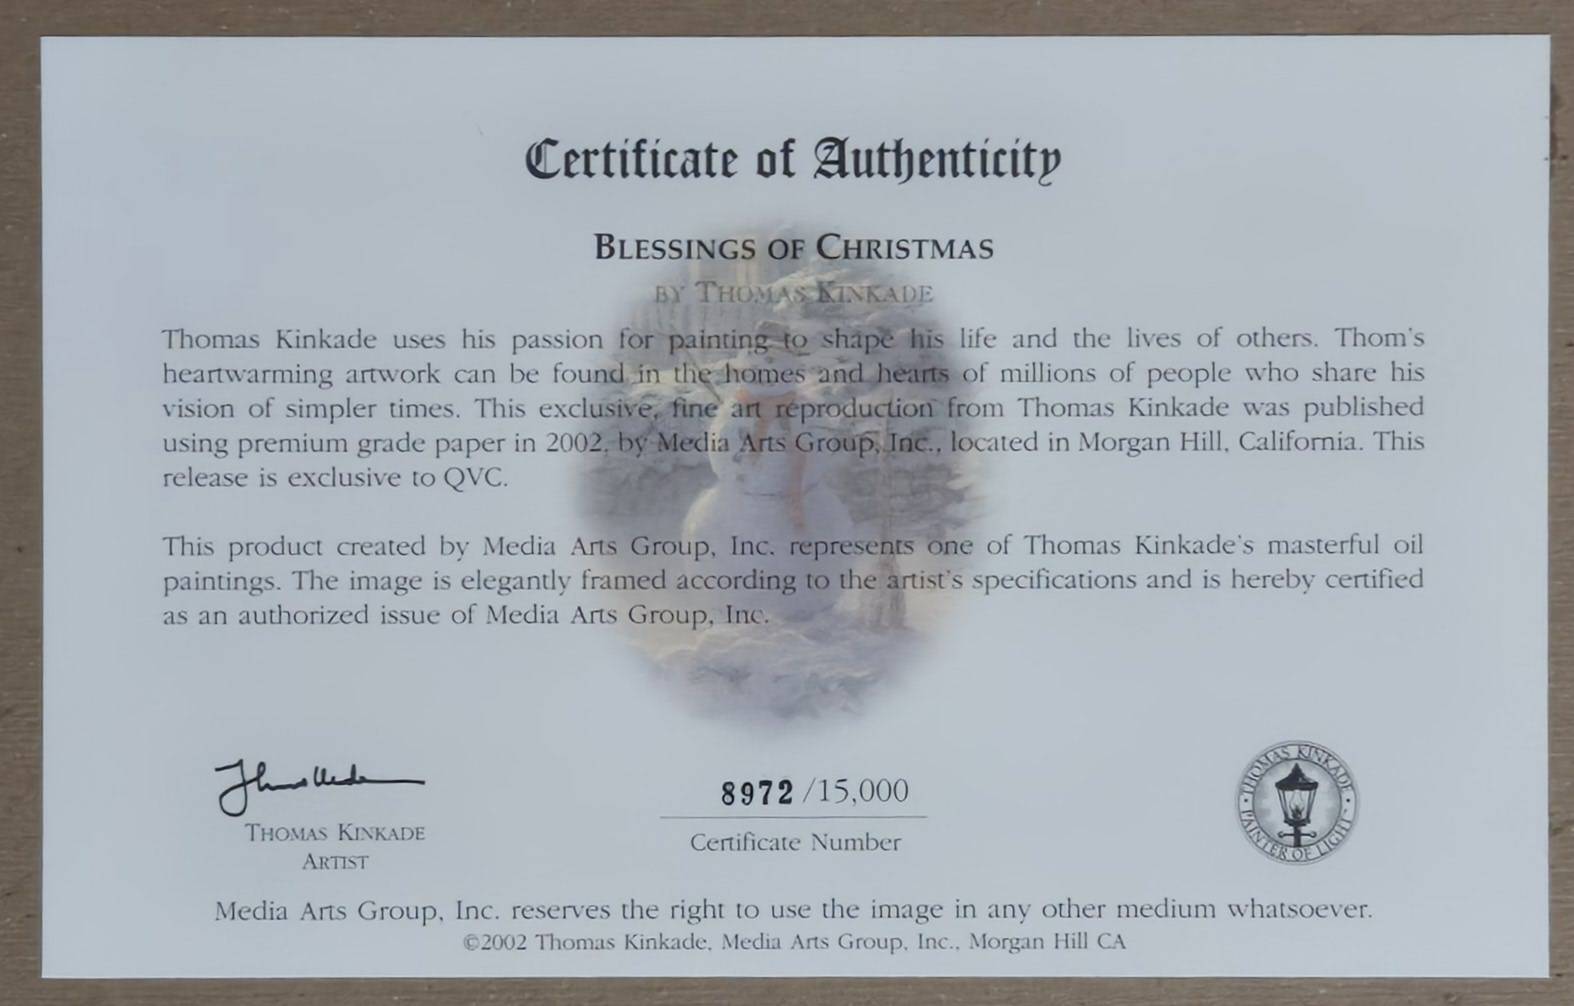 Certificate of Authenticity
BLESSINGS OF CHRISTMAS
BY THOMAS KINKADE
Thomas Kinkade uses his passion for painting to shape his life and the lives of others. Thom's
heartwarming artwork can be found in the homes and hearts of millions of people who share his
vision of simpler times. This exclusive, fine art reproduction from Thomas Kinkade was published
using premium grade paper in 2002, by Media Arts Group, Inc., located in Morgan Hill, California. This
release is exclusive to QVC.
This product created by Media Arts Group, Inc. represents one of Thomas Kinkade's masterful oil
paintings. The image is elegantly framed according to the artist's specifications and is hereby certified
as an authorized issue of Media Arts Group, Inc.
THOMAS KINKADE
ARTIST
8972 /15,000
Certificate Number
THOMAS KINKADE
PAINTER OF LIGHT
Media Arts Group, Inc. reserves the right to use the image in any other medium whatsoever.
©2002 Thomas Kinkade, Media Arts Group, Inc., Morgan Hill CA